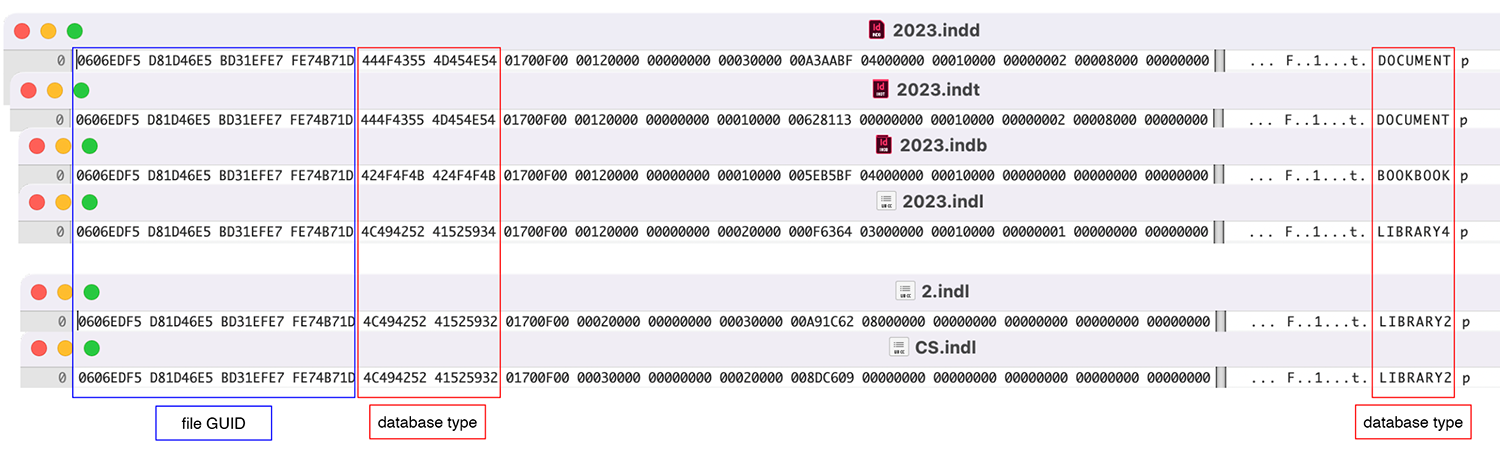 2023.indd
0 0606EDF5 D81D46E5 BD31EFE7 FE74B71D 444F4355 4D454E54 01700F00 00120000 00000000 00030000 00A3AABF 04000000 00010000 00000002 00008000 00000000 ... F..1...t. DOCUMENT p
2023.indt
0 0606EDF5 D81D46E5 BD31EFE7 FE74B71D 444F4355 4D454E54 01700F00 00120000 00000000 00010000 00628113 00000000 00010000 00000002 00008000 00000000 ... F..1...t. DOCUMENT p
2023.indb
0 0606EDF5 D81D46E5 BD31EFE7 FE74B71D 424F4F4B 424F4F4B 01700F00 00120000 00000000 00010000 005EB5BF 04000000 00010000 00000000 00000000 00000000 ... F..1...t. BOOKBOOK p
2023.indl
0 0606EDF5 D81D46E5 BD31EFE7 FE74B71D 4C494252 41525934 01700F00 00120000 00000000 00020000 000F6364 03000000 00010000 00000001 00000000 00000000 ... F..1...t. LIBRARY4 p
2.indl
0 0606EDF5 D81D46E5 BD31EFE7 FE74B71D 4C494252 41525932 01700F00 00020000 00000000 00030000 00A91C62 08000000 00000000 00000000 00000000 00000000 ... F..1...t. LIBRARY2 p
CS.indl
0 0606EDF5 D81D46E5 BD31EFE7 FE74B71D 4C494252 41525932 01700F00 00030000 00000000 00020000 008DC609 00000000 00000000 00000000 00000000 00000000 ... F..1...t. LIBRARY2 p
file GUID database type database type